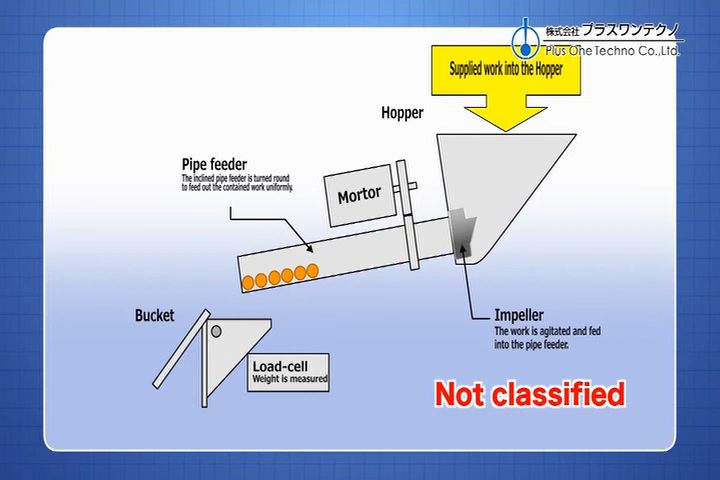 株式会社 プラスワンテクノ
Plus One Techno Co.,Ltd.
Supplied work into the Hopper
Hopper
Pipe feeder
The inclined pipe feeder is turned round
to feed out the contained work uniformly.
Mortor
Bucket
Impeller
The work is agitated and fed
into the pipe feeder.
Load-cell
Weight is measured
Not classified